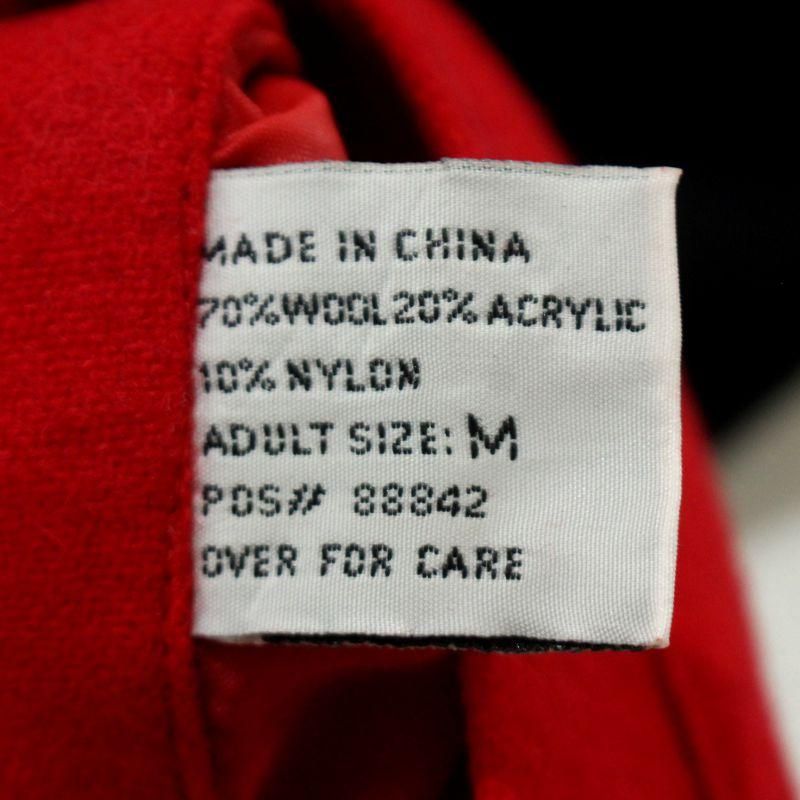 MADE IN CHINA
70%WOOL20%ACRYLIC
10%NYLON
ADULT SIZE: M
POS# 88842
OVER FOR CARE